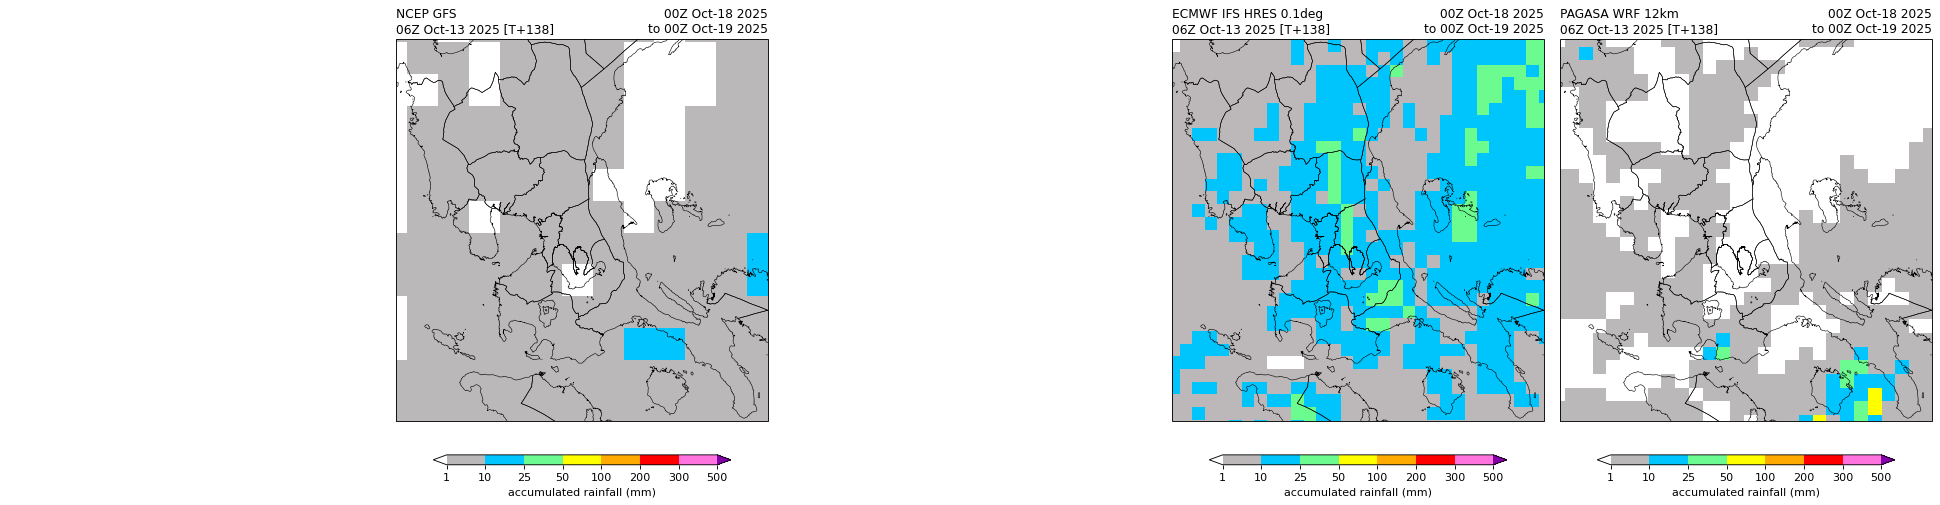 NCEP GFS 00Z Oct-18 2025
06Z Oct-13 2025 [T+138] to 00Z Oct-19 2025
1 10 25 50 100 200 300 500
accumulated rainfall (mm)
ECMWF IFS HRES 0.1deg 00Z Oct-18 2025
06Z Oct-13 2025 [T+138] to 00Z Oct-19 2025
1 10 25 50 100 200 300 500
accumulated rainfall (mm)
PAGASA WRF 12km 00Z Oct-18 2025
06Z Oct-13 2025 [T+138] to 00Z Oct-19 2025
1 10 25 50 100 200 300 500
accumulated rainfall (mm)